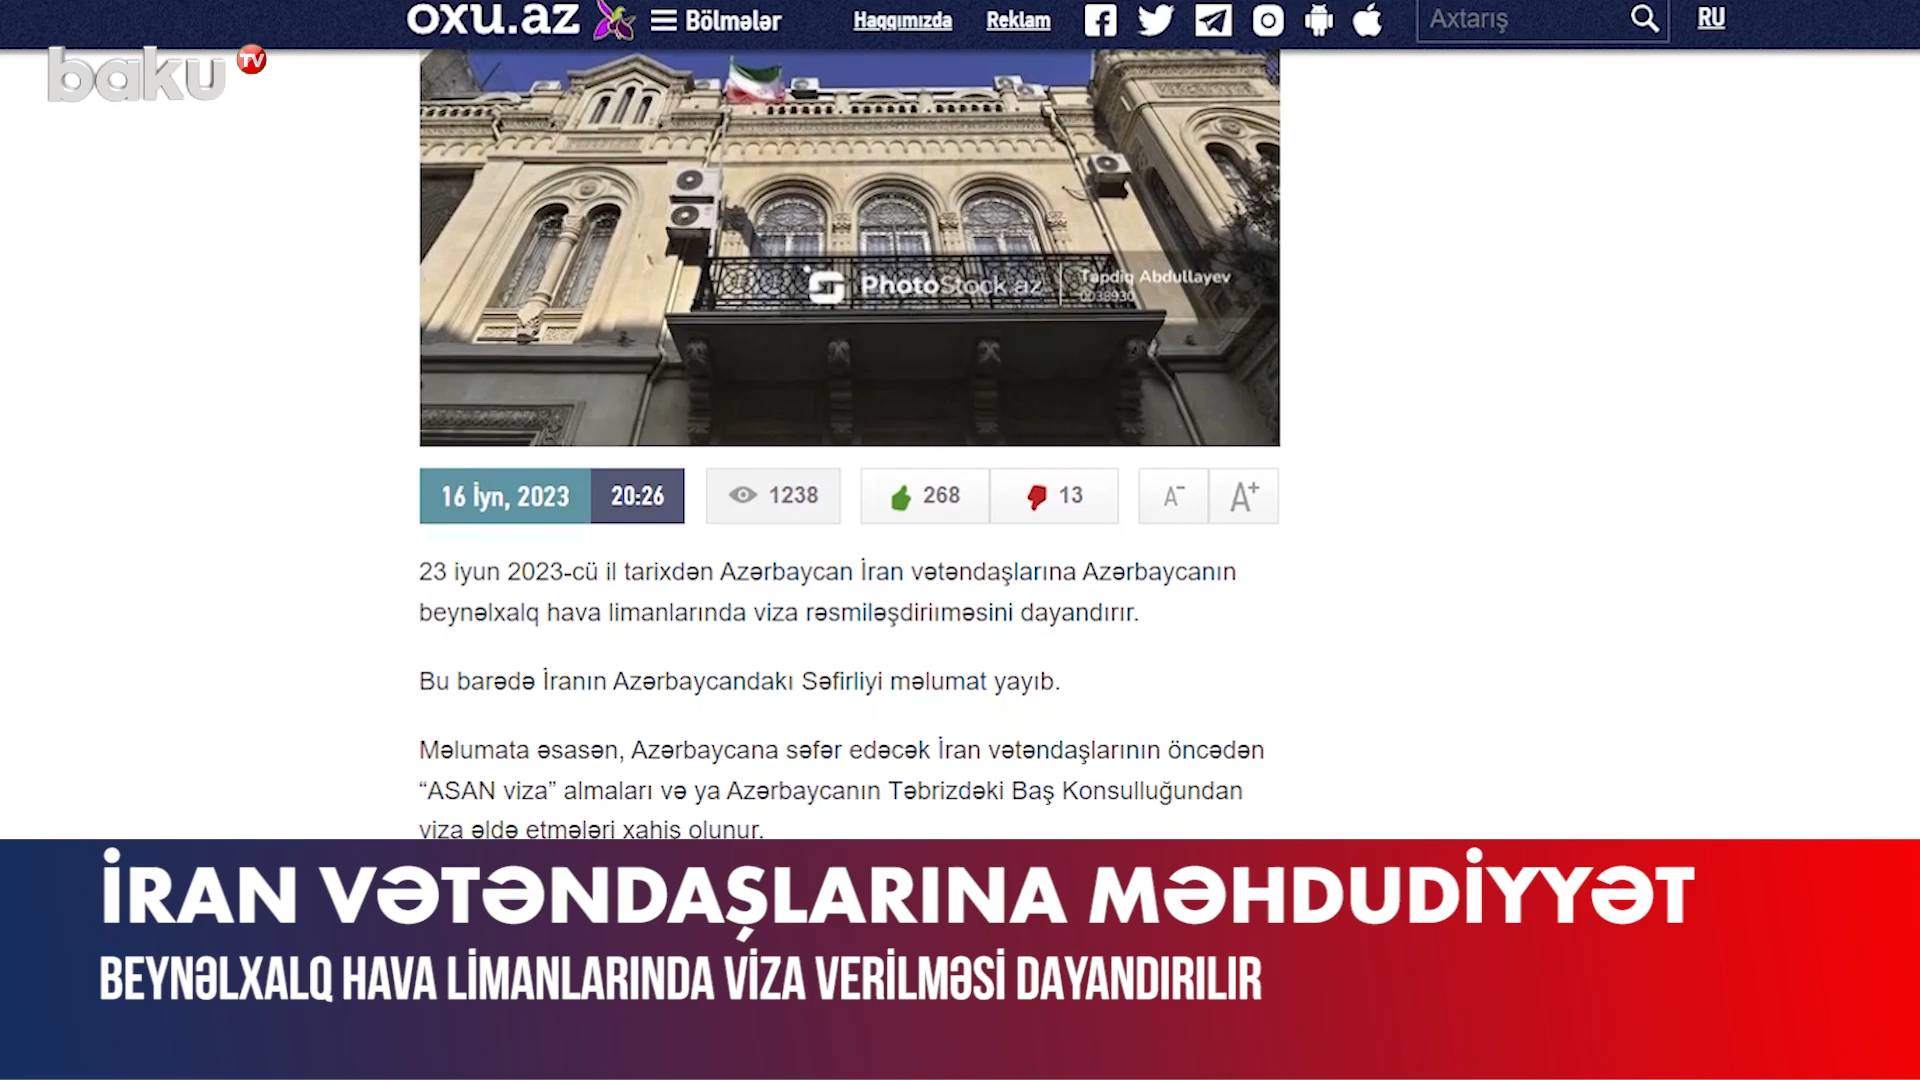 oxu.az
Bölmələr
Haqqımızda
Reklam
Axtarış
RU
baku TV
PhotoStock.az
Tapdiq Abdullayev
0038930
16 İyn, 2023
20:26
1238
268
13
A-
A+
23 iyun 2023-cü il tarixdən Azərbaycan İran vətəndaşlarına Azərbaycanın
beynəlxalq hava limanlarında viza rəsmiləşdirilməsini dayandırır.
Bu barədə İranın Azərbaycandakı Səfirliyi məlumat yayıb.
Məlumata əsasən, Azərbaycana səfər edəcək İran vətəndaşlarının öncədən
“ASAN viza” almaları və ya Azərbaycanın Təbrizdəki Baş Konsulluğundan
viza əldə etmələri xahiş olunur.
İRAN VƏTƏNDAŞLARINA MƏHDUDİYYƏT
BEYNƏLXALQ HAVA LİMANLARINDA VİZA VERİLMƏSİ DAYANDIRILIR